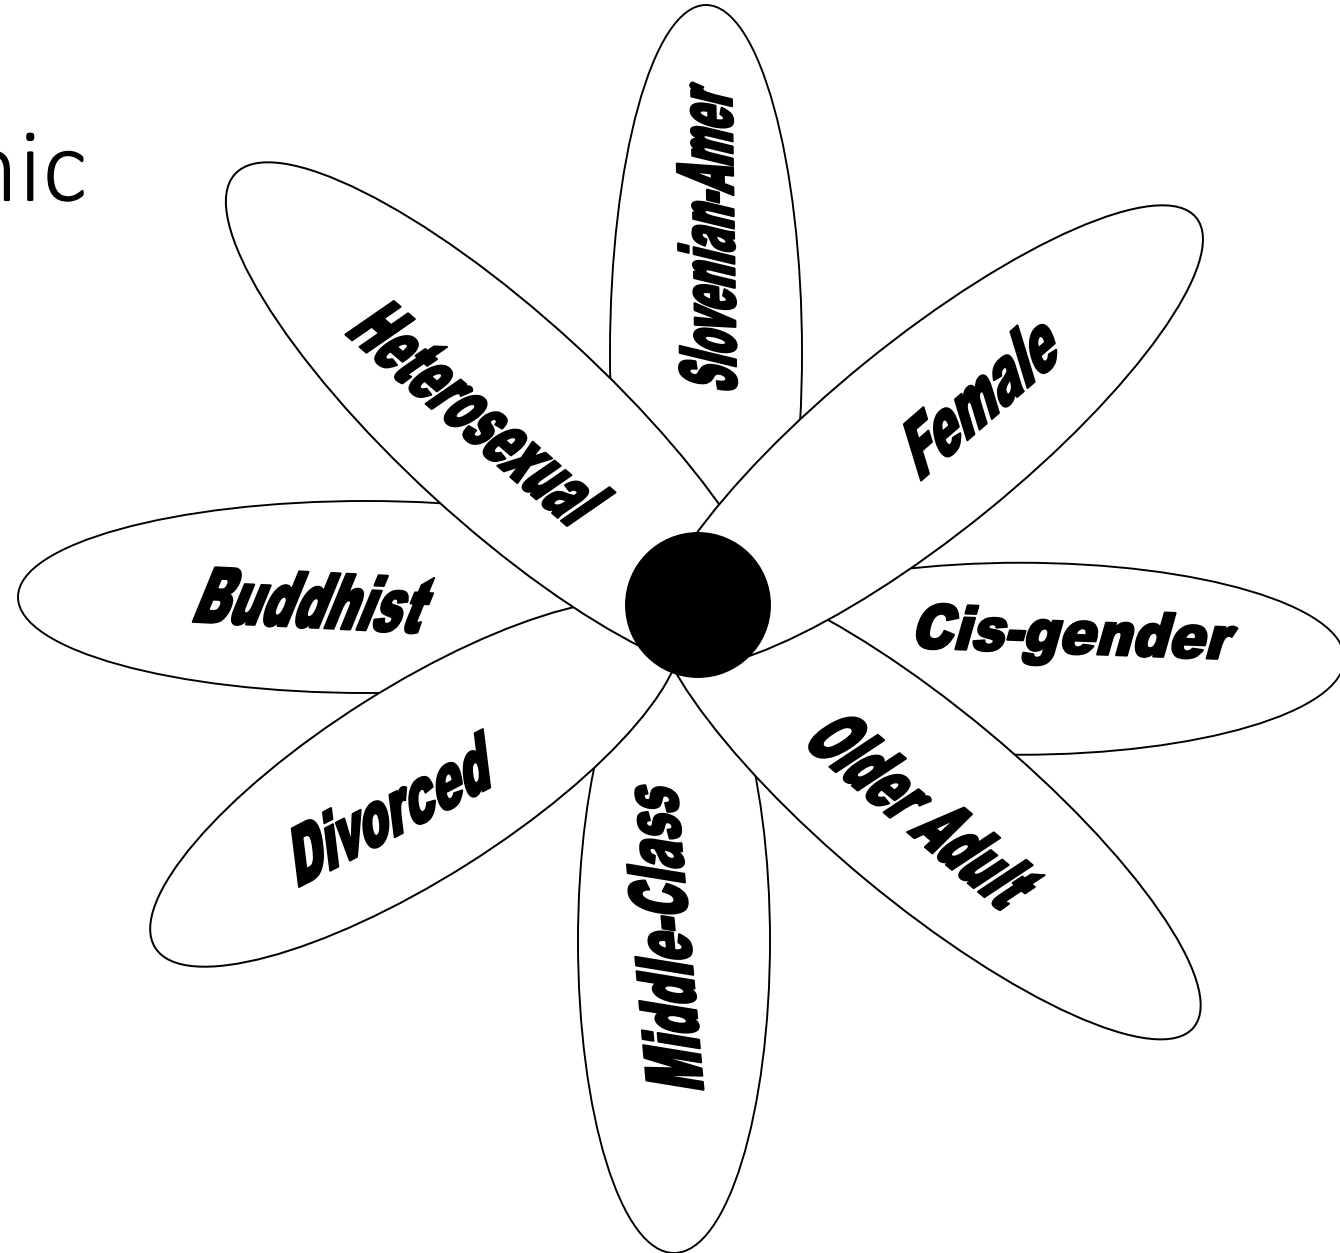 nic
Slovenian-Amer
Heterosexual
Female
Buddhist
Cis-gender
Divorced
Older Adult
Middle-Class